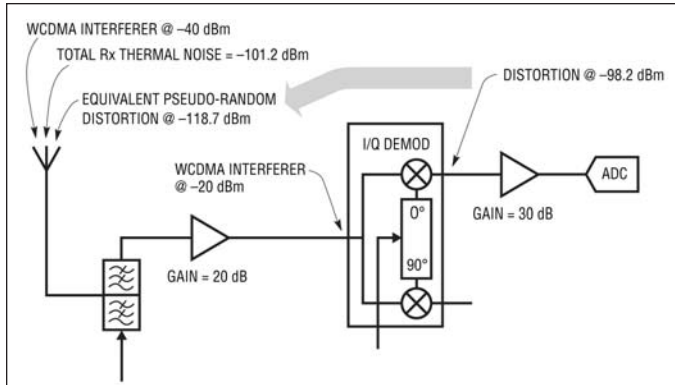 WCDMA INTERFERER @ –40 dBm
TOTAL Rx THERMAL NOISE = –101.2 dBm
EQUIVALENT PSEUDO-RANDOM
DISTORTION @ –118.7 dBm
DISTORTION @ –98.2 dBm
I/Q DEMOD
WCDMA INTERFERER
@ –20 dBm
ADC
0°
GAIN = 30 dB
90°
GAIN = 20 dB